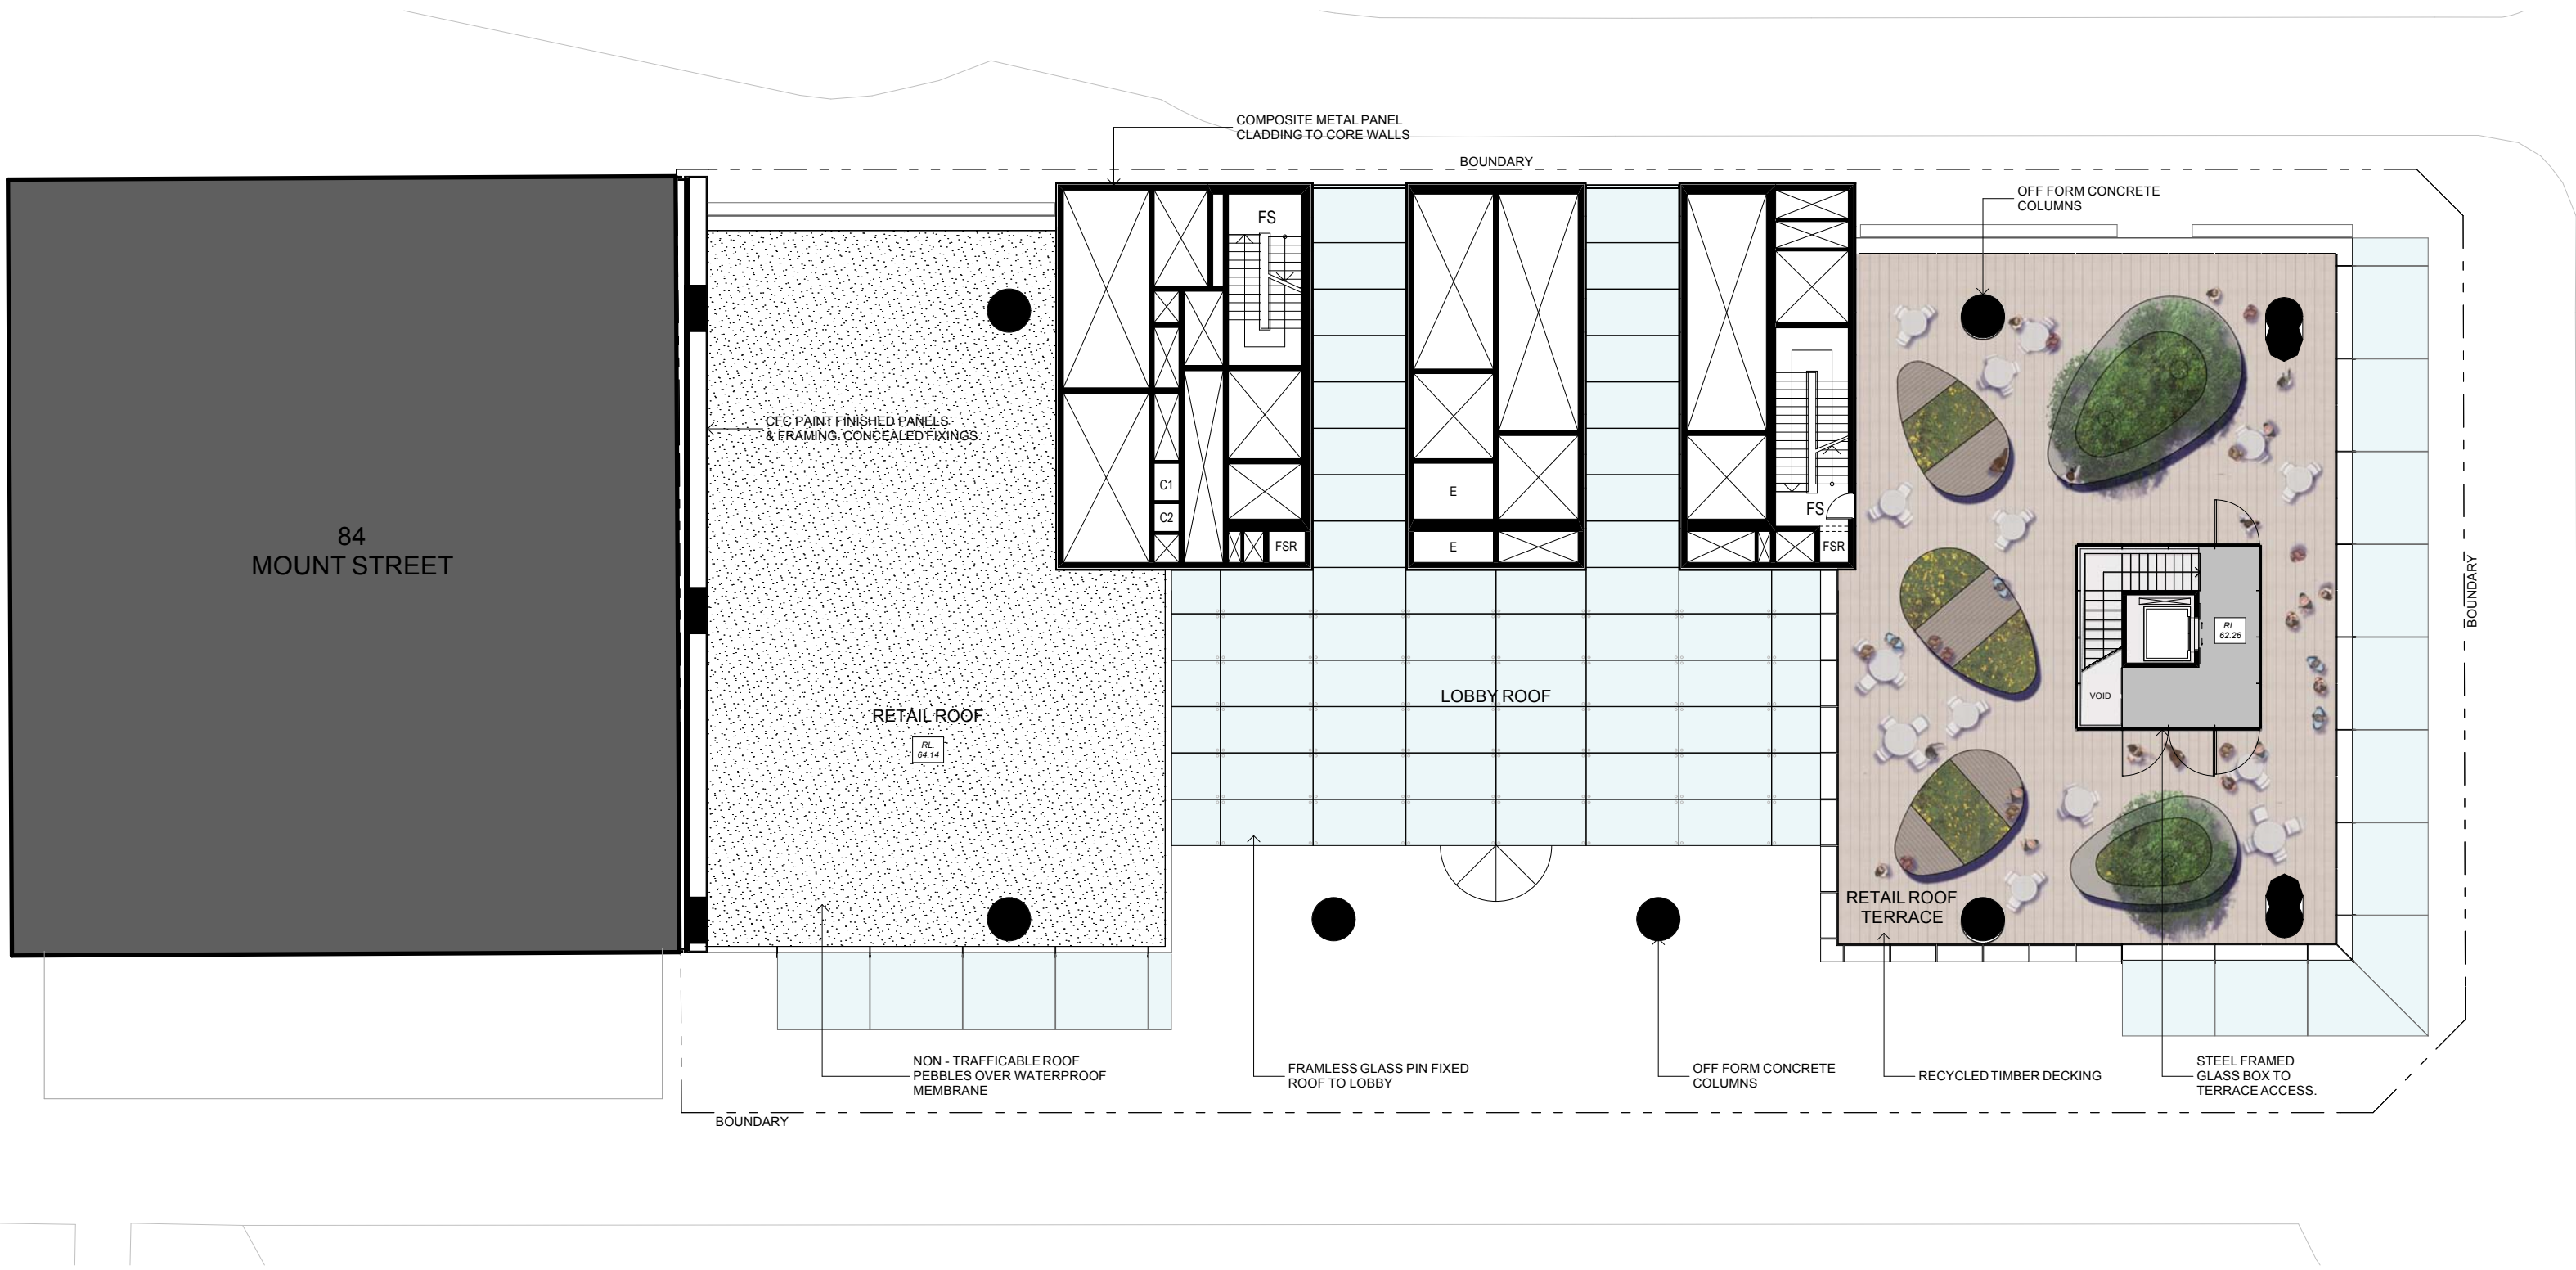 COMPOSITE METAL PANEL
CLADDING TO CORE WALLS
BOUNDARY
OFF FORM CONCRETE
COLUMNS
FS
CFC PAINT FINISHED PANELS
& FRAMING. CONCEALED FIXINGS.
C1
C2
FSR
E
E
FS
FSR
84
MOUNT STREET
BOUNDARY
RL.
62.26
VOID
LOBBY ROOF
RETAIL ROOF
RL.
64.14
RETAIL ROOF
TERRACE
NON - TRAFFICABLE ROOF
PEBBLES OVER WATERPROOF
MEMBRANE
FRAMLESS GLASS PIN FIXED
ROOF TO LOBBY
OFF FORM CONCRETE
COLUMNS
RECYCLED TIMBER DECKING
STEEL FRAMED
GLASS BOX TO
TERRACE ACCESS.
BOUNDARY